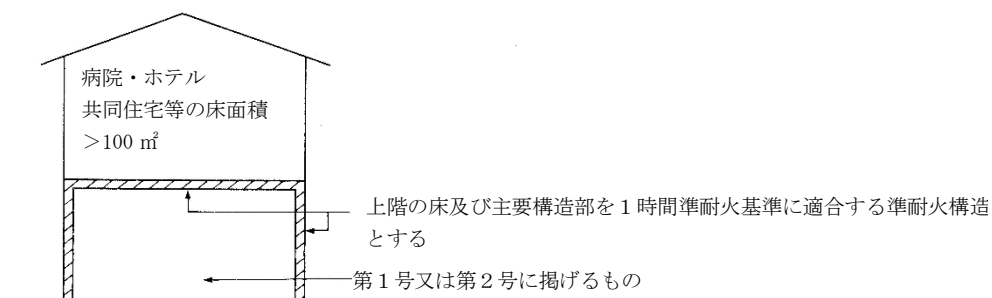 病院・ホテル
共同住宅等の床面積
＞100 ㎡
上階の床及び主要構造部を１時間準耐火基準に適合する準耐火構造
とする
第１号又は第２号に掲げるもの